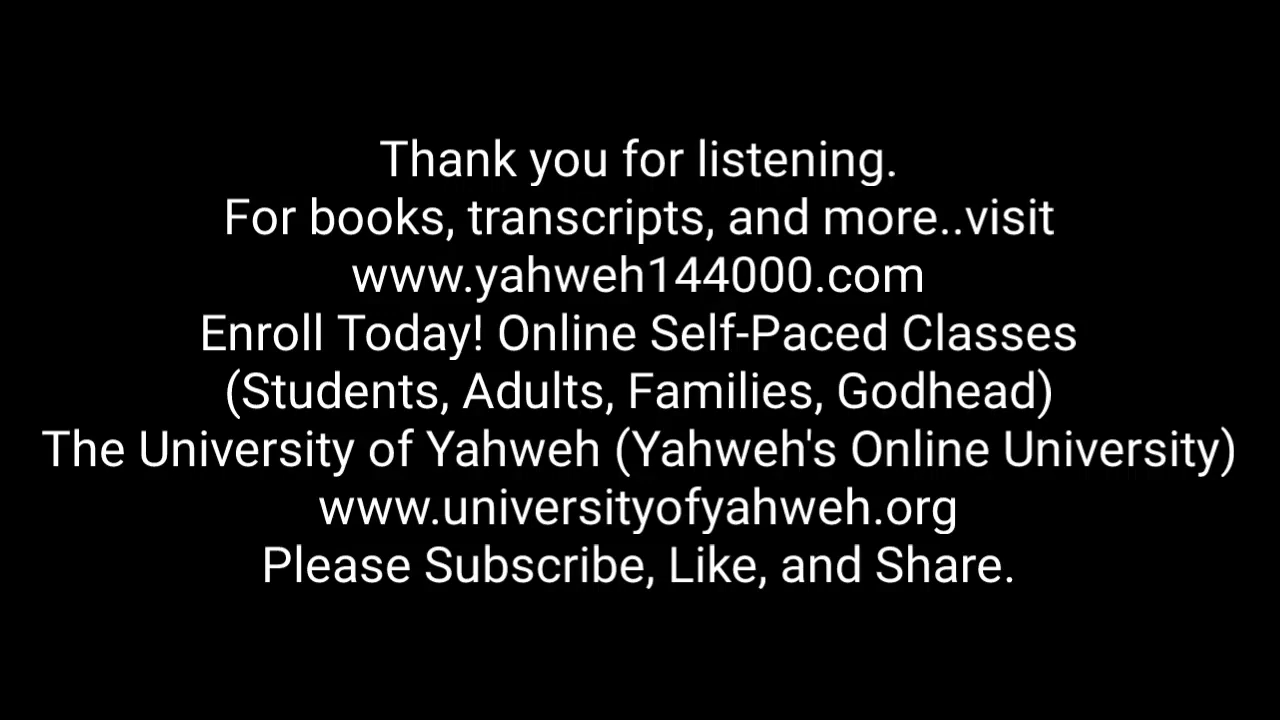 Thank you for listening.
For books, transcripts, and more..visit
www.yahweh144000.com
Enroll Today! Online Self-Paced Classes
(Students, Adults, Families, Godhead)
The University of Yahweh (Yahweh's Online University)
www.universityofyahweh.org
Please Subscribe, Like, and Share.